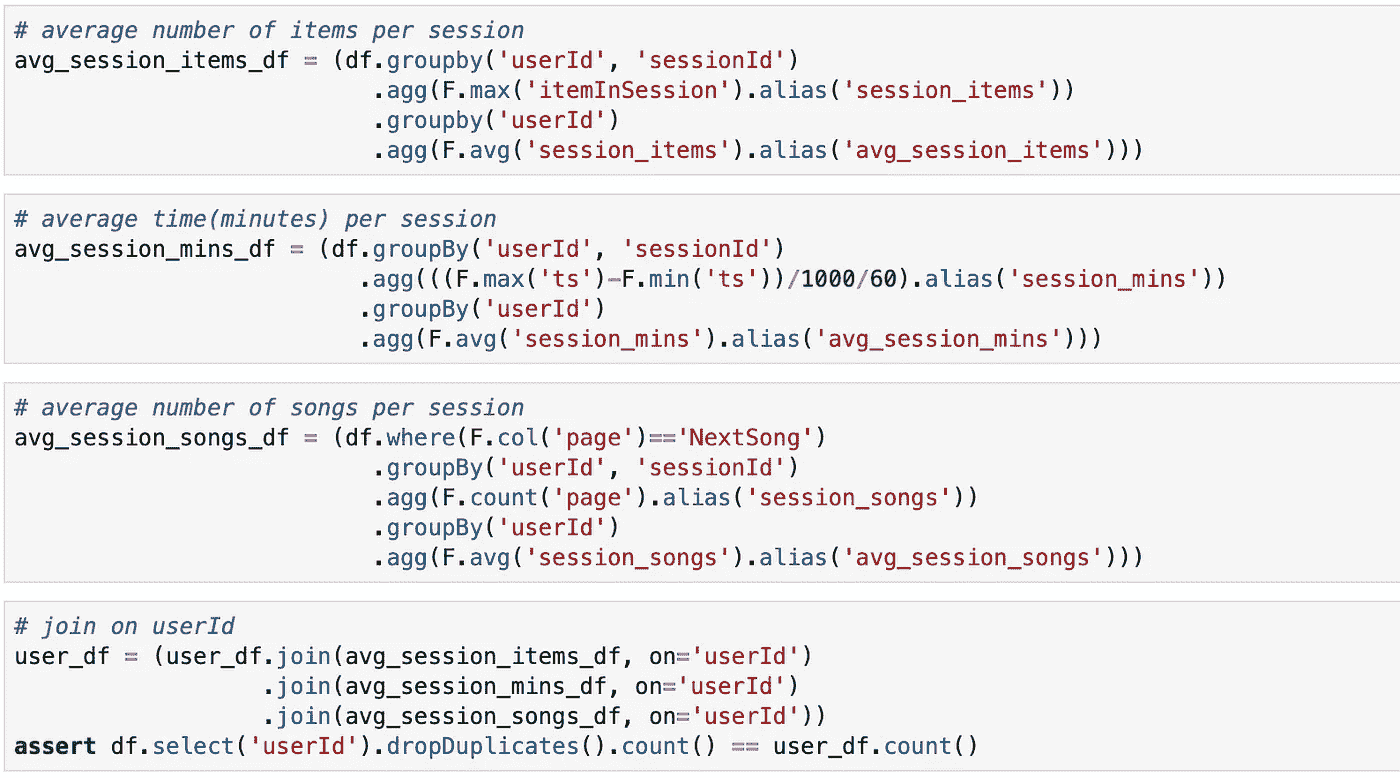 # average number of items per session
avg_session_items_df = (df.groupby('userId', 'sessionId')
.agg(F.max('itemInSession').alias('session_items'))
.groupby('userId')
.agg(F.avg('session_items').alias('avg_session_items')))
# average time(minutes) per session
avg_session_mins_df = (df.groupBy('userId', 'sessionId')
.agg(((F.max('ts')-F.min('ts'))/1000/60).alias('session_mins'))
.groupBy('userId')
.agg(F.avg('session_mins').alias('avg_session_mins')))
# average number of songs per session
avg_session_songs_df = (df.where(F.col('page')=='NextSong')
.groupBy('userId', 'sessionId')
.agg(F.count('page').alias('session_songs'))
.groupBy('userId')
.agg(F.avg('session_songs').alias('avg_session_songs')))
# join on userId
user_df = (user_df.join(avg_session_items_df, on='userId')
.join(avg_session_mins_df, on='userId')
.join(avg_session_songs_df, on='userId'))
assert df.select('userId').dropDuplicates().count() == user_df.count()